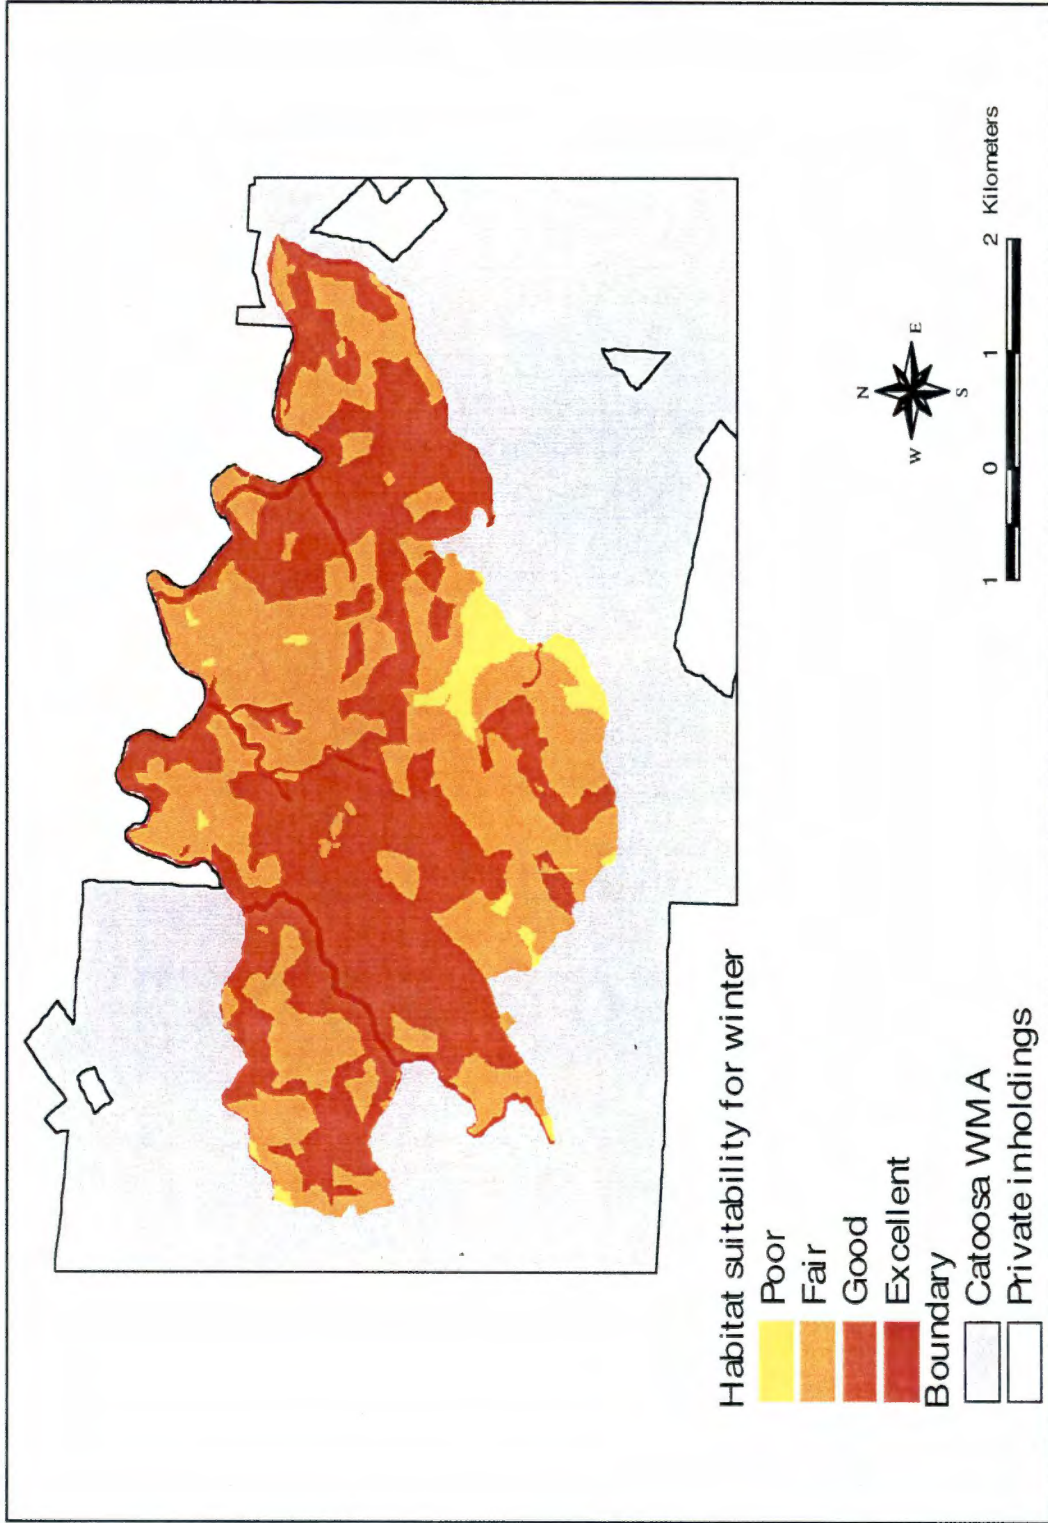 Habitat suitability for winter
Poor
Fair
Good
Excellent
Boundary
Catoosa WMA
Private inholdings
N
W
E
S
1 0 1 2 Kilometers